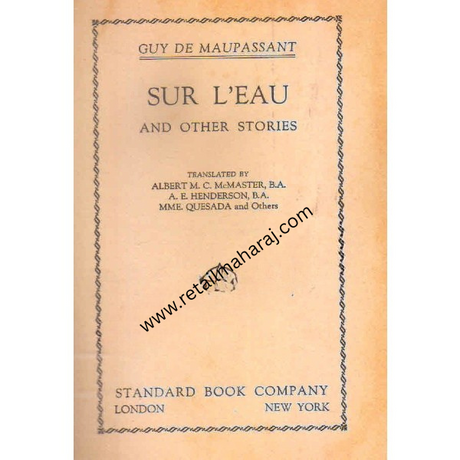 GUY DE MAUPASSANT
SUR L'EAU
AND OTHER STORIES
TRANSLATED BY
ALBERT M. C. McMASTER, B.A.
A. E. HENDERSON, B.A.
MME. QUESADA and Others
www.retailmaharaj.com
STANDARD BOOK COMPANY
LONDON NEW YORK